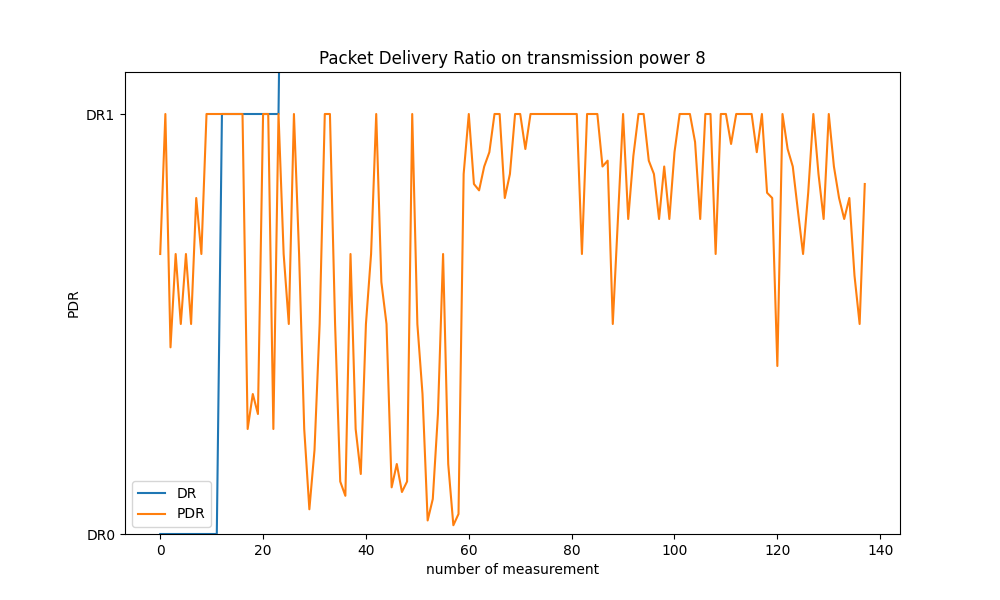 Packet Delivery Ratio on transmission power 8
DR1
PDR
DR
PDR
DR0
0 20 40 60 80 100 120 140
number of measurement